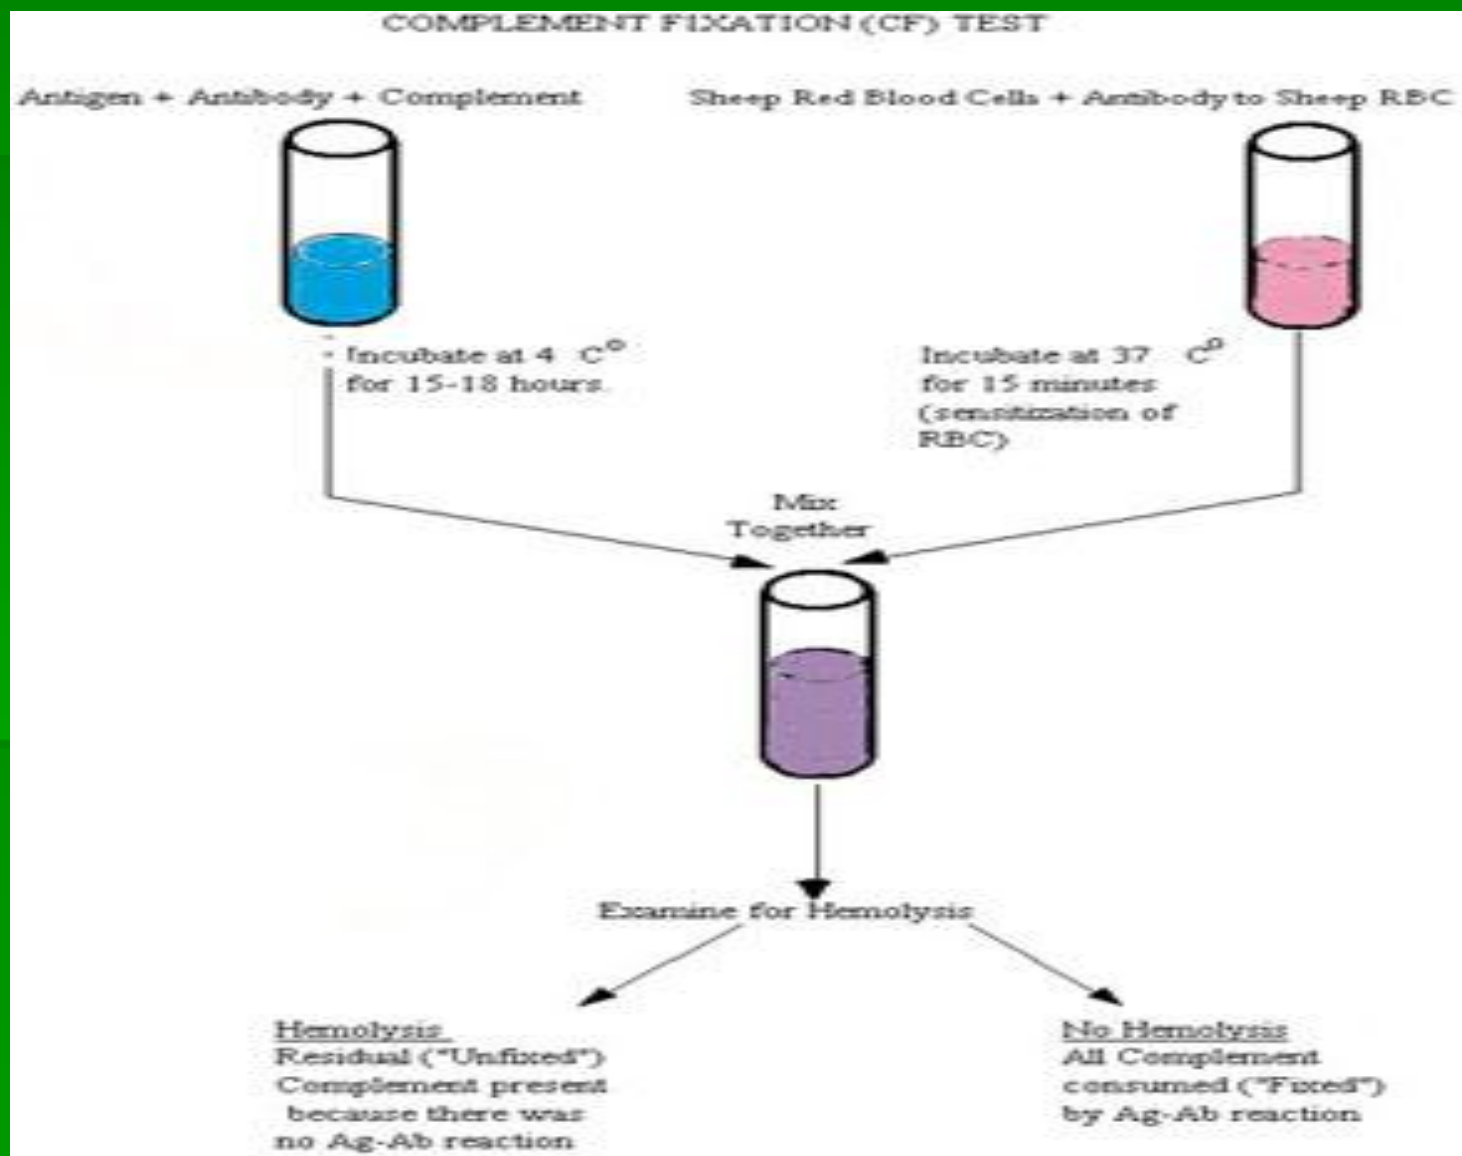 COMPLEMENT FIXATION (CF) TEST
Antigen + Antibody + Complement
Sheep Red Blood Cells + Antibody to Sheep RBC
Incubate at 4 C°
for 15-18 hours.
Incubate at 37 C°
for 15 minutes
(sensitization of
RBC)
Mix
Together
Examine for Hemolysis
Hemolysis
Residual ("Unfixed")
Complement present
because there was
no Ag-Ab reaction
No Hemolysis
All Complement
consumed ("Fixed")
by Ag-Ab reaction